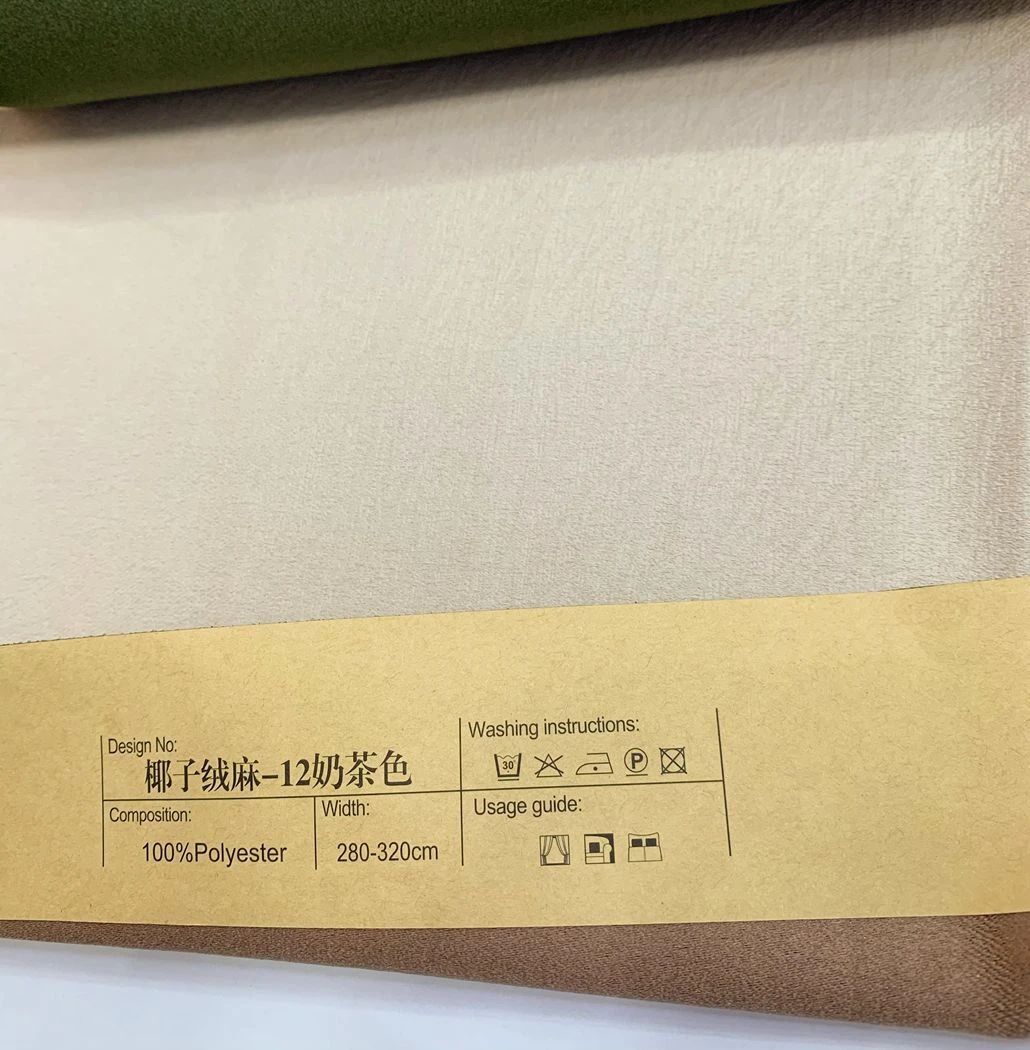 Design No:
椰子绒麻-12奶茶色
Composition:
100%Polyester
Width:
280-320cm
Washing instructions:
30
P
Usage guide: